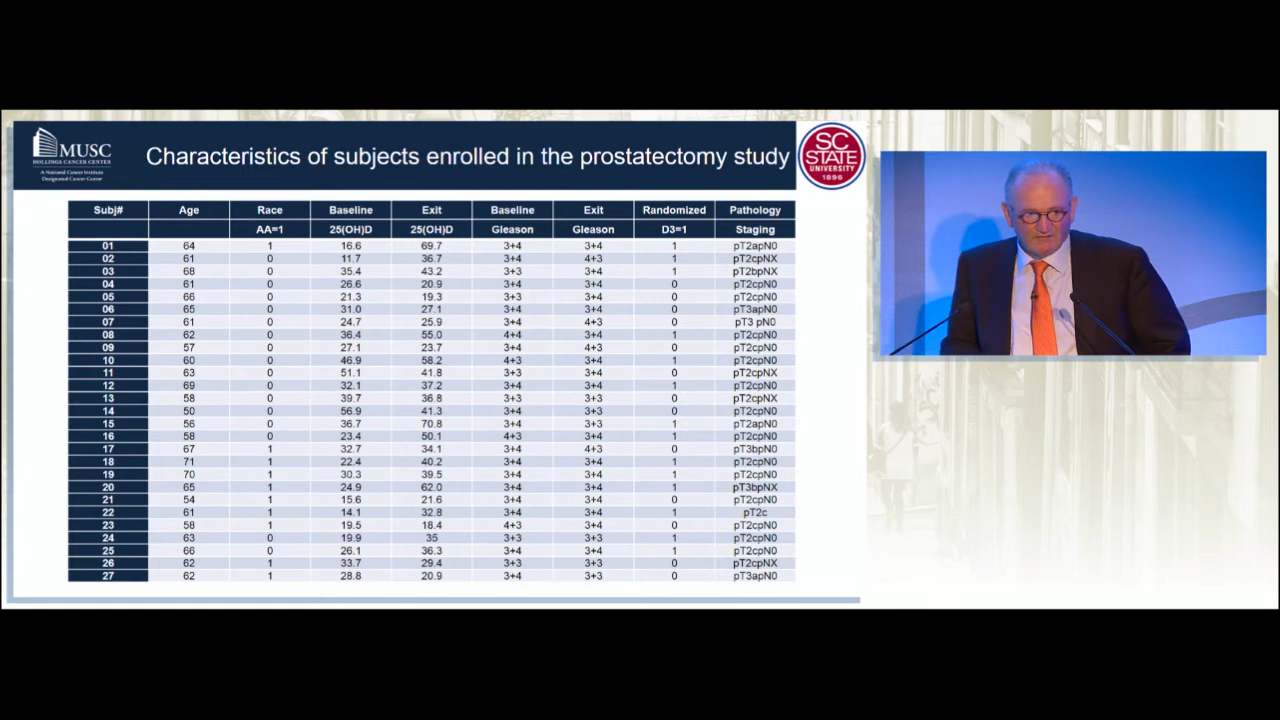 MUSC
HOLLINGS CANCER CENTER
A National Cancer Institute
Designated Cancer Center
Characteristics of subjects enrolled in the prostatectomy study
SC
STATE
UNIVERSITY
1896
Subj# Age Race Baseline Exit Baseline Exit Randomized Pathology
AA=1 25(OH)D 25(OH)D Gleason Gleason D3=1 Staging
01 64 1 16.6 69.7 3+4 3+4 1 pT2apN0
02 61 0 11.7 36.7 3+4 4+3 1 pT2cpNX
03 68 0 35.4 43.2 3+3 3+4 1 pT2bpNX
04 61 0 26.6 20.9 3+4 3+4 0 pT2cpN0
05 66 0 21.3 19.3 3+3 3+4 0 pT2cpN0
06 65 0 31.0 27.1 3+4 3+4 0 pT3apN0
07 61 0 24.7 25.9 3+4 4+3 0 pT3 pN0
08 62 0 36.4 55.0 4+4 4+3 1 pT2cpN0
09 57 0 27.1 23.7 3+4 4+3 0 pT2cpN0
10 60 0 46.9 58.2 4+3 3+4 1 pT2cpN0
11 63 0 51.1 41.8 3+3 3+4 0 pT2cpNX
12 69 0 32.1 37.2 3+4 3+4 1 pT2cpN0
13 58 0 39.7 36.8 3+3 3+3 0 pT2cpNX
14 50 0 56.9 41.3 3+4 3+3 0 pT2cpN0
15 56 0 36.7 70.8 3+4 3+3 1 pT2apN0
16 58 0 23.4 50.1 4+3 3+4 1 pT2cpN0
17 67 1 32.7 34.1 3+4 4+3 0 pT3bpN0
18 71 1 22.4 40.2 3+4 3+4 1 pT2cpN0
19 70 1 30.3 39.5 3+4 3+4 1 pT2cpN0
20 65 1 24.9 62.0 3+4 3+4 1 pT3bpNX
21 54 1 15.6 21.6 3+4 3+4 0 pT2cpN0
22 61 1 14.1 32.8 3+4 3+4 1 pT2c
23 58 1 19.5 18.4 4+3 3+4 0 pT2cpN0
24 63 0 19.9 35 3+3 3+3 1 pT2cpN0
25 66 0 26.1 36.3 3+4 3+4 1 pT2cpN0
26 62 1 33.7 29.4 3+3 3+3 0 pT2cpNX
27 62 1 28.8 20.9 3+4 3+3 0 pT3apN0